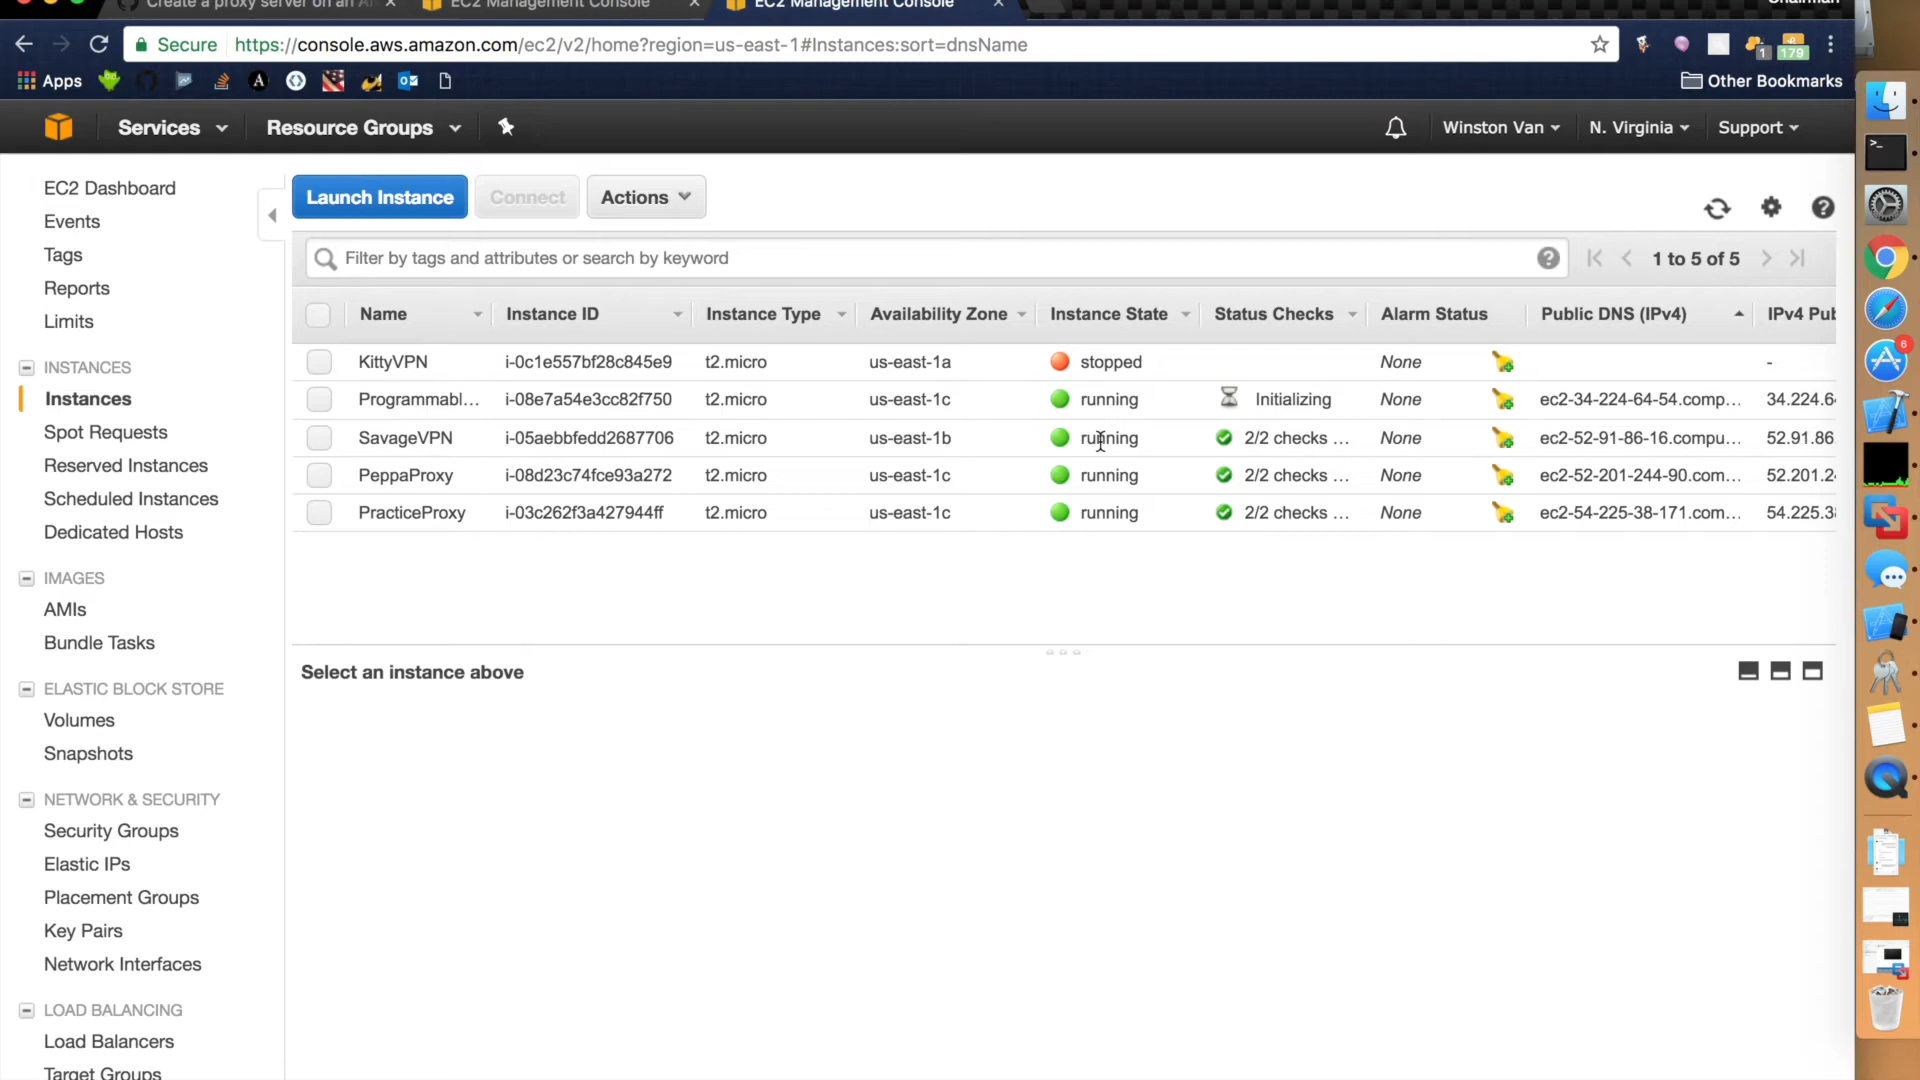 Create a proxy server on an A
EC2 Management Console
EC2 Management Console
Chairman
Secure
https://console.aws.amazon.com/ec2/v2/home?region=us-east-1#Instances:sort=dnsName
1
179
Apps
A
Other Bookmarks
Services
Resource Groups
Winston Van
N. Virginia
Support
EC2 Dashboard
Events
Tags
Reports
Limits
INSTANCES
Instances
Spot Requests
Reserved Instances
Scheduled Instances
Dedicated Hosts
IMAGES
AMIs
Bundle Tasks
ELASTIC BLOCK STORE
Volumes
Snapshots
NETWORK & SECURITY
Security Groups
Elastic IPs
Placement Groups
Key Pairs
Network Interfaces
LOAD BALANCING
Load Balancers
Target Groups
Launch Instance
Connect
Actions
Filter by tags and attributes or search by keyword
1 to 5 of 5
Name Instance ID Instance Type Availability Zone Instance State Status Checks Alarm Status Public DNS (IPv4) IPv4 Pub
KittyVPN i-0c1e557bf28c845e9 t2.micro us-east-1a stopped None -
Programmabl... i-08e7a54e3cc82f750 t2.micro us-east-1c running Initializing None ec2-34-224-64-54.comp... 34.224.64
SavageVPN i-05aebbfedd2687706 t2.micro us-east-1b running 2/2 checks ... None ec2-52-91-86-16.compu... 52.91.86.
PeppaProxy i-08d23c74fce93a272 t2.micro us-east-1c running 2/2 checks ... None ec2-52-201-244-90.com... 52.201.24
PracticeProxy i-03c262f3a427944ff t2.micro us-east-1c running 2/2 checks ... None ec2-54-225-38-171.com... 54.225.38
Select an instance above
6